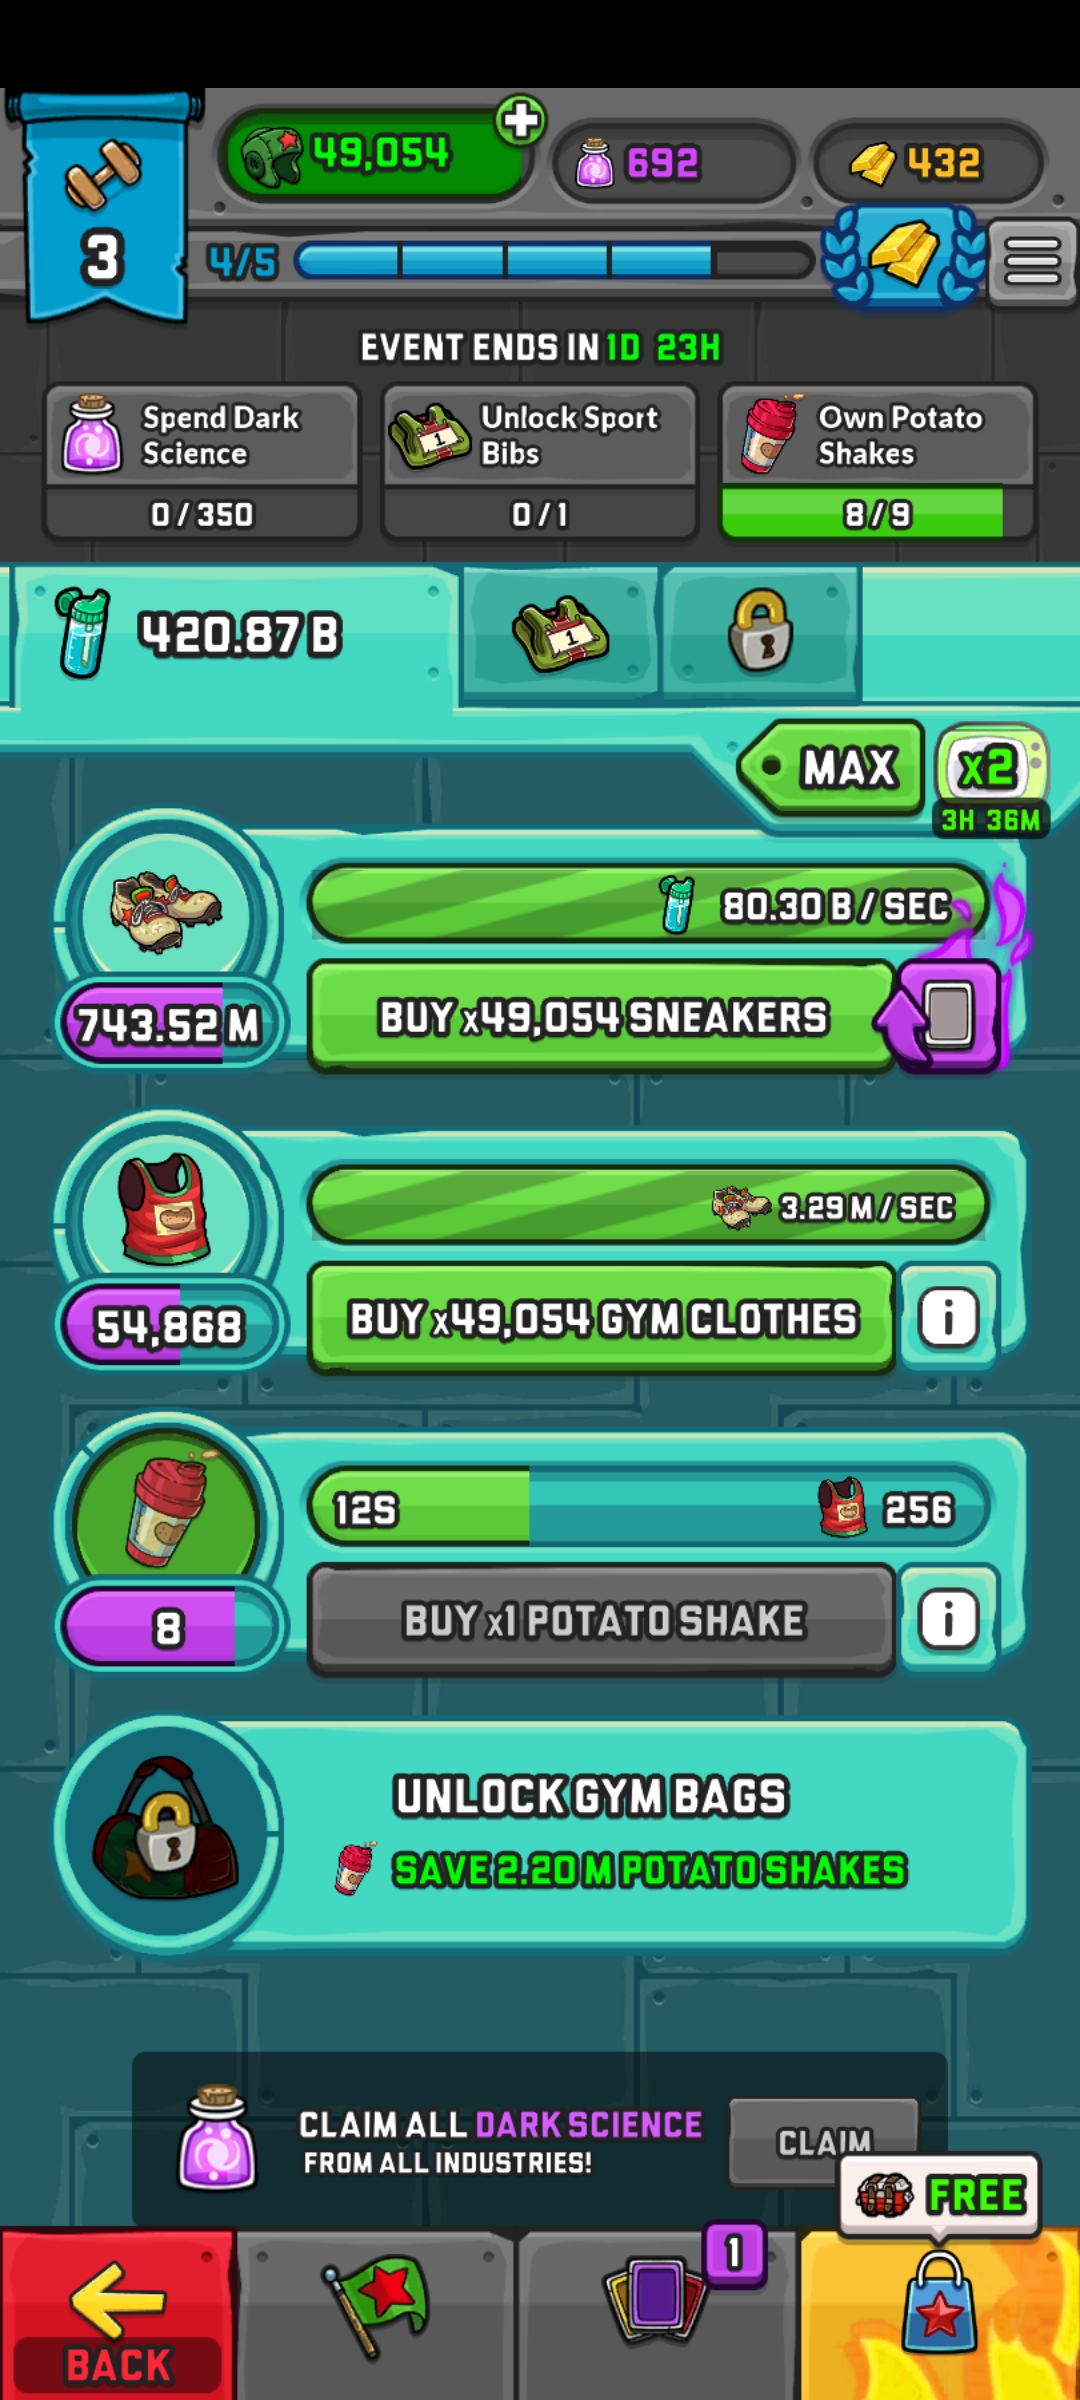 49,054
692
432
3
4/5
EVENT ENDS IN 1D 23H
Spend Dark
Science
0/350
Unlock Sport
Bibs
0/1
Own Potato
Shakes
8/9
420.87 B
1
MAX
x2
3H 36M
80.30 B / SEC
743.52 M
BUY x49,054 SNEAKERS
3.29 M / SEC
54,868
BUY x49,054 GYM CLOTHES
i
12S
256
8
BUY x1 POTATO SHAKE
i
UNLOCK GYM BAGS
SAVE 2.20 M POTATO SHAKES
CLAIM ALL DARK SCIENCE
FROM ALL INDUSTRIES!
CLAIM
FREE
1
BACK